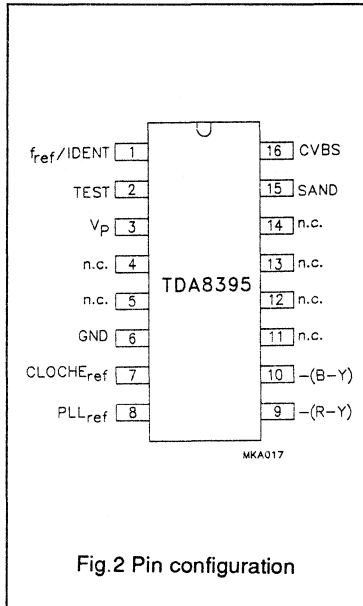 f_ref/IDENT 1
TEST 2
V_P 3
n.c. 4
n.c. 5
GND 6
CLOCHE_ref 7
PLL_ref 8
TDA8395
16 CVBS
15 SAND
14 n.c.
13 n.c.
12 n.c.
11 n.c.
10 -(B-Y)
9 -(R-Y)
MKA017
Fig.2 Pin configuration